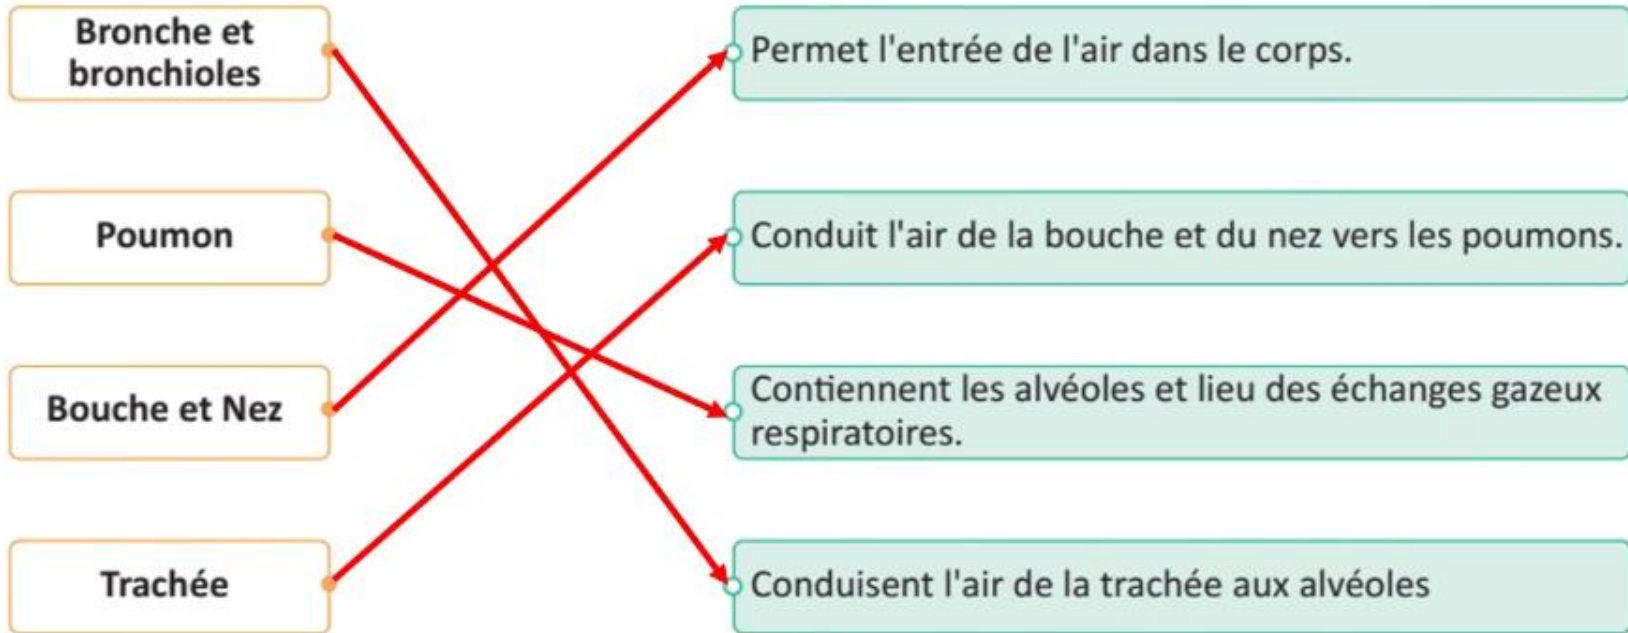 Bronche et
bronchioles
Permet l'entrée de l'air dans le corps.
Poumon
Conduit l'air de la bouche et du nez vers les poumons.
Bouche et Nez
Contiennent les alvéoles et lieu des échanges gazeux
respiratoires.
Trachée
Conduisent l'air de la trachée aux alvéoles